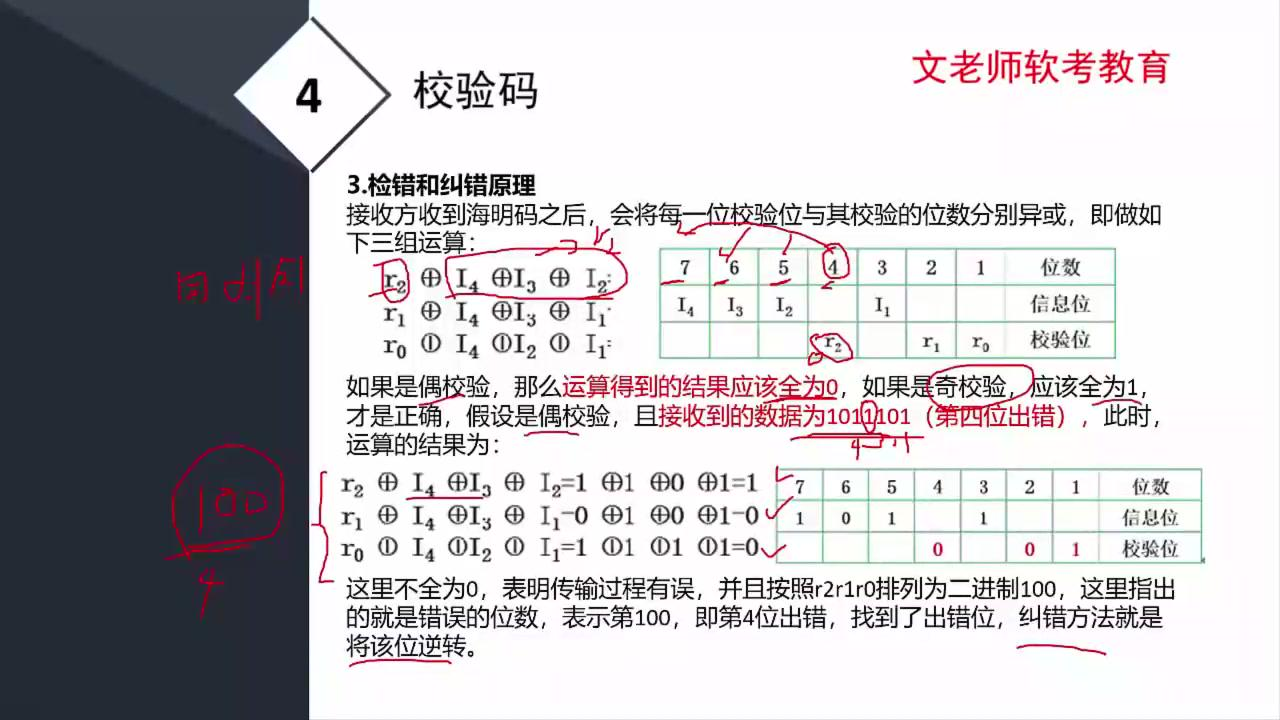 4
校验码
文老师软考教育
3.检错和纠错原理
接收方收到海明码之后，会将每一位校验位与其校验的位数分别异或，即做如
下三组运算：
r₂ ⊕ I₄ ⊕I₃ ⊕ I₂
r₁ ⊕ I₄ ⊕I₃ ⊕ I₁
r₀ ⊕ I₄ ⊕I₂ ⊕ I₁
7 6 5 4 3 2 1 位数
I₄ I₃ I₂ I₁ 信息位
r₂ r₁ r₀ 校验位
如果是偶校验，那么运算得到的结果应该全为0，如果是奇校验，应该全为1，
才是正确，假设是偶校验，且接收到的数据为1011101（第四位出错），此时，
运算的结果为：
r₂ ⊕ I₄ ⊕I₃ ⊕ I₂=1 ⊕1 ⊕0 ⊕1=1
r₁ ⊕ I₄ ⊕I₃ ⊕ I₁=0 ⊕1 ⊕0 ⊕1=0
r₀ ⊕ I₄ ⊕I₂ ⊕ I₁=1 ⊕1 ⊕1 ⊕1=0
7 6 5 4 3 2 1 位数
1 0 1 1 信息位
0 0 1 校验位
100
4
这里不全为0，表明传输过程有误，并且按照r2r1r0排列为二进制100，这里指出
的就是错误的位数，表示第100，即第4位出错，找到了出错位，纠错方法就是
将该位逆转。